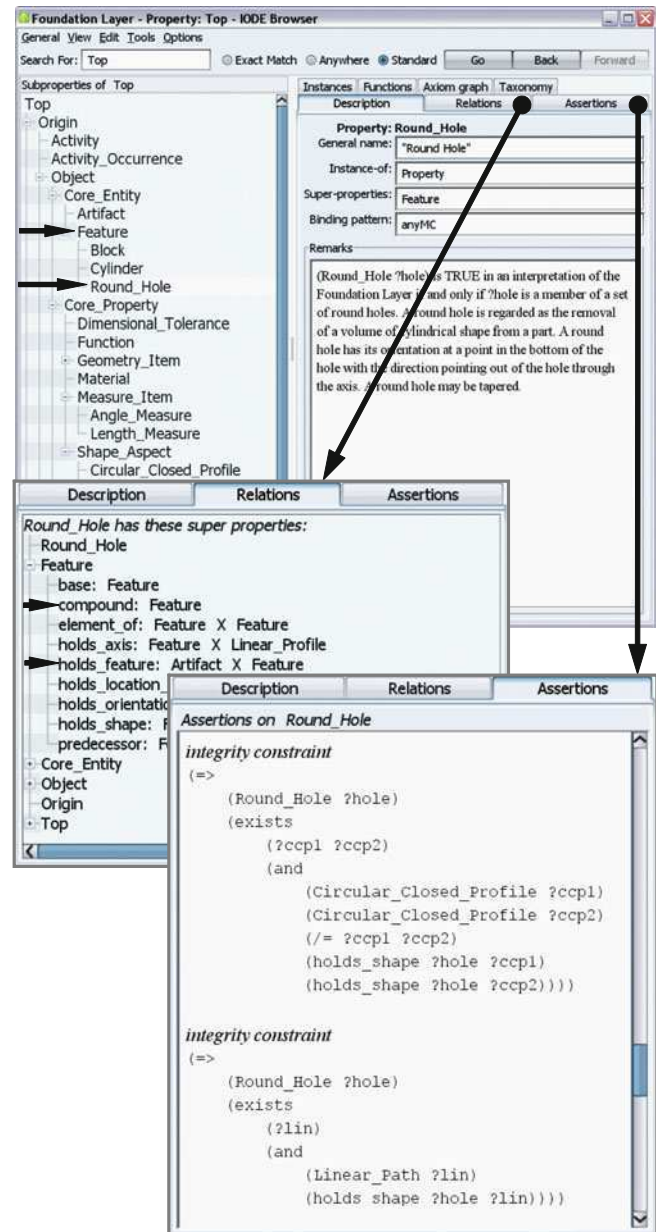 Foundation Layer - Property: Top - IODE Browser
General View Edit Tools Options
Search For: Top Exact Match Anywhere Standard Go Back Forward
Subproperties of Top
Top
Origin
Activity
Activity_Occurrence
Object
Core_Entity
Artifact
Feature
Block
Cylinder
Round_Hole
Core_Property
Dimensional_Tolerance
Function
Geometry_Item
Material
Measure_Item
Angle_Measure
Length_Measure
Shape_Aspect
Circular_Closed_Profile
Instances Functions Axiom graph Taxonomy
Description Relations Assertions
Property: Round_Hole
General name: "Round Hole"
Instance-of: Property
Super-properties: Feature
Binding pattern: anyMC
Remarks
(Round_Hole ?hole) is TRUE in an interpretation of the
Foundation Layer if and only if ?hole is a member of a set
of round holes. A round hole is regarded as the removal
of a volume of cylindrical shape from a part. A round
hole has its orientation at a point in the bottom of the
hole with the direction pointing out of the hole through
the axis. A round hole may be tapered.
Description Relations Assertions
Round_Hole has these super properties:
Round_Hole
Feature
base: Feature
compound: Feature
element_of: Feature X Feature
holds_axis: Feature X Linear_Profile
holds_feature: Artifact X Feature
holds_location_
holds_orientatio
holds_shape: F
predecessor: F
Core_Entity
Object
Origin
Top
Description Relations Assertions
Assertions on Round_Hole
integrity constraint
(=>
(Round_Hole ?hole)
(exists
(?ccp1 ?ccp2)
(and
(Circular_Closed_Profile ?ccp1)
(Circular_Closed_Profile ?ccp2)
(/= ?ccp1 ?ccp2)
(holds_shape ?hole ?ccp1)
(holds_shape ?hole ?ccp2))))
integrity constraint
(=>
(Round_Hole ?hole)
(exists
(?lin)
(and
(Linear_Path ?lin)
(holds shape ?hole ?lin))))